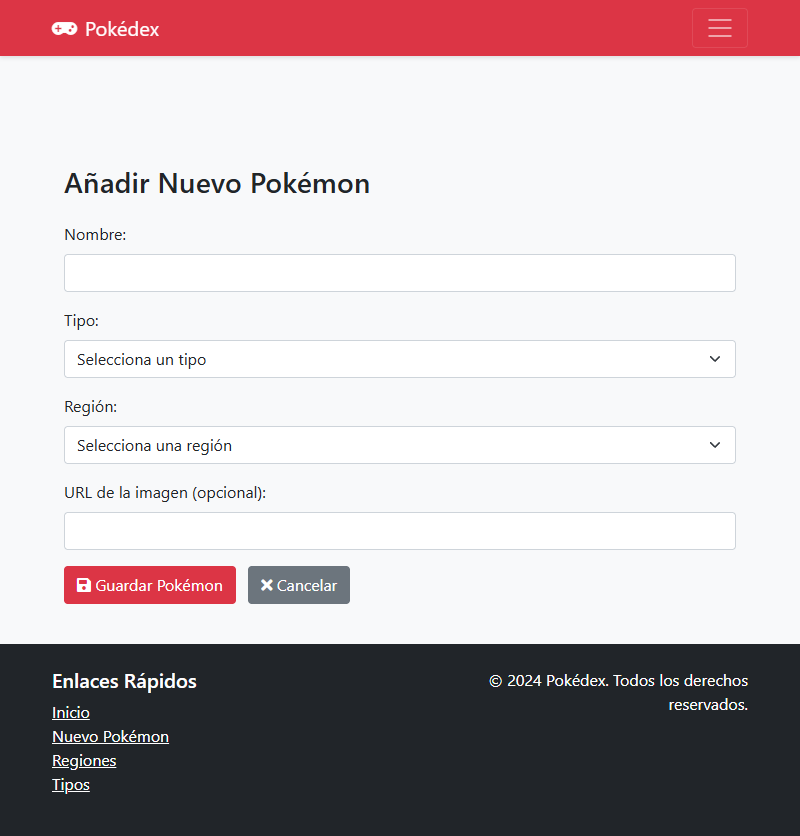 Pokédex
Añadir Nuevo Pokémon
Nombre:
Tipo:
Selecciona un tipo
Región:
Selecciona una región
URL de la imagen (opcional):
Guardar Pokémon
Cancelar
Enlaces Rápidos
Inicio
Nuevo Pokémon
Regiones
Tipos
© 2024 Pokédex. Todos los derechos
reservados.